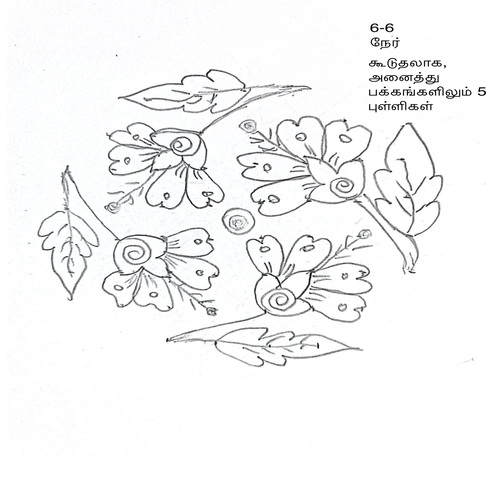 6-6
நேர்
கூடுதலாக,
அனைத்து
பக்கங்களிலும் 5
புள்ளிகள்